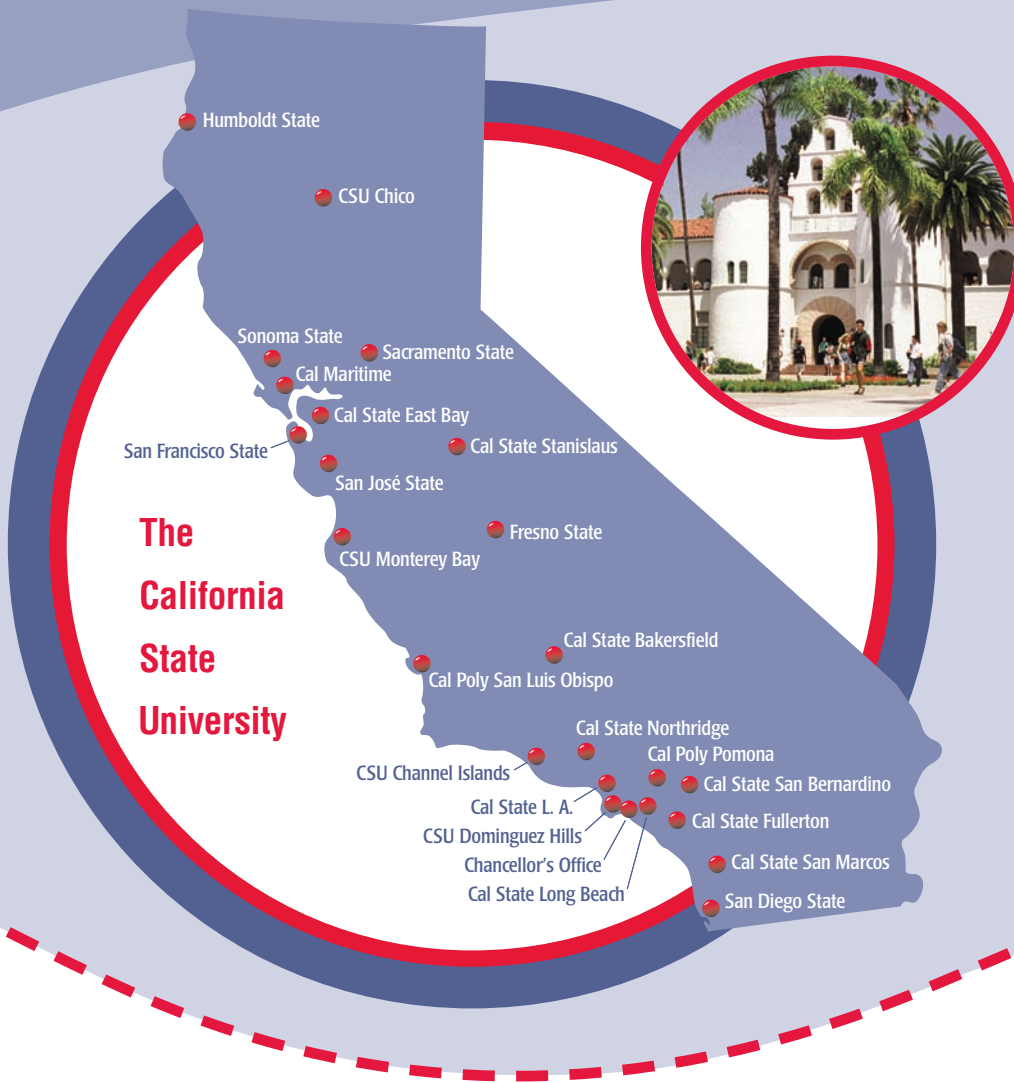 Humboldt State
CSU Chico
Sonoma State
Sacramento State
Cal Maritime
Cal State East Bay
San Francisco State
Cal State Stanislaus
San José State
The
California
State
University
Fresno State
CSU Monterey Bay
Cal State Bakersfield
Cal Poly San Luis Obispo
Cal State Northridge
Cal Poly Pomona
CSU Channel Islands
Cal State San Bernardino
Cal State L. A.
Cal State Fullerton
CSU Dominguez Hills
Chancellor's Office
Cal State San Marcos
Cal State Long Beach
San Diego State